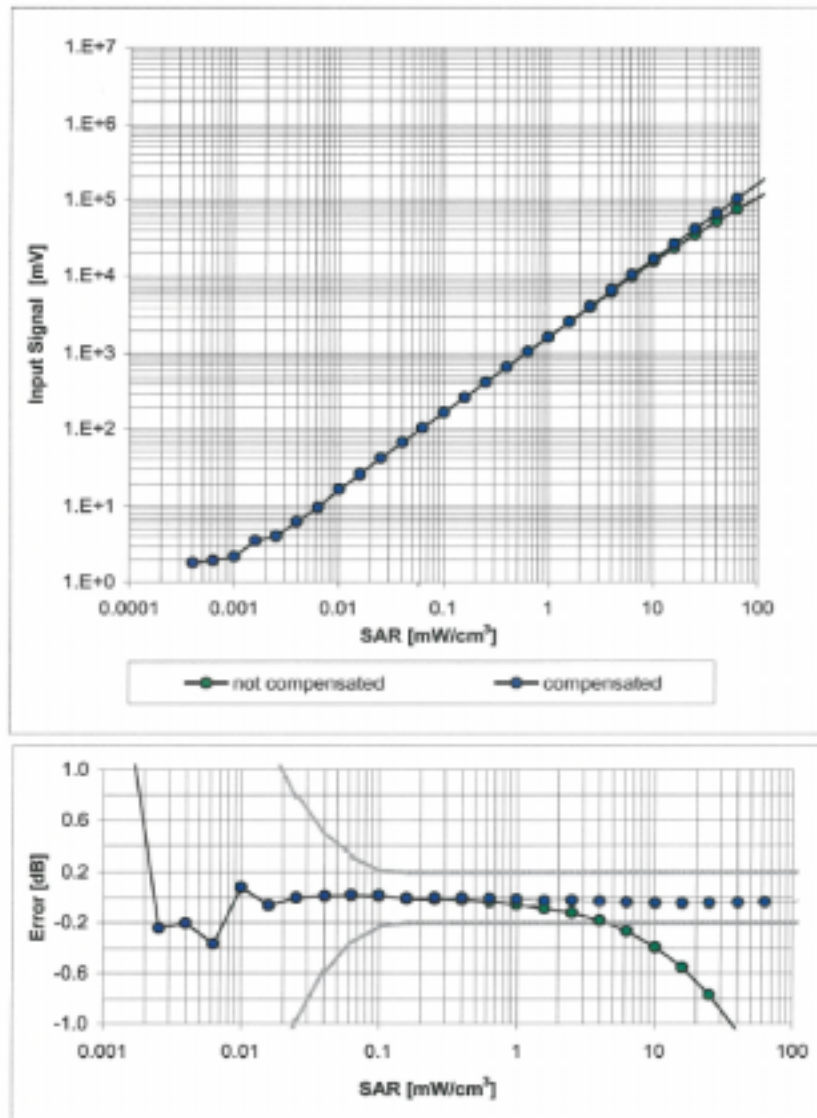 1.E+7
1.E+6
1.E+5
1.E+4
1.E+3
1.E+2
1.E+1
1.E+0
Input Signal [mV]
0.0001 0.001 0.01 0.1 1 10 100
SAR [mW/cm³]
not compensated compensated
1.0
0.6
0.2
-0.2
-0.6
-1.0
Error [dB]
0.001 0.01 0.1 1 10 100
SAR [mW/cm³]